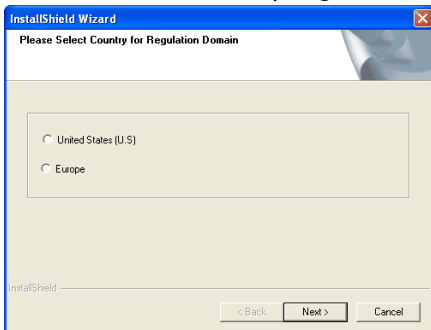 InstallShield Wizard
Please Select Country for Regulation Domain
United States (U.S)
Europe
InstallShield
< Back
Next >
Cancel